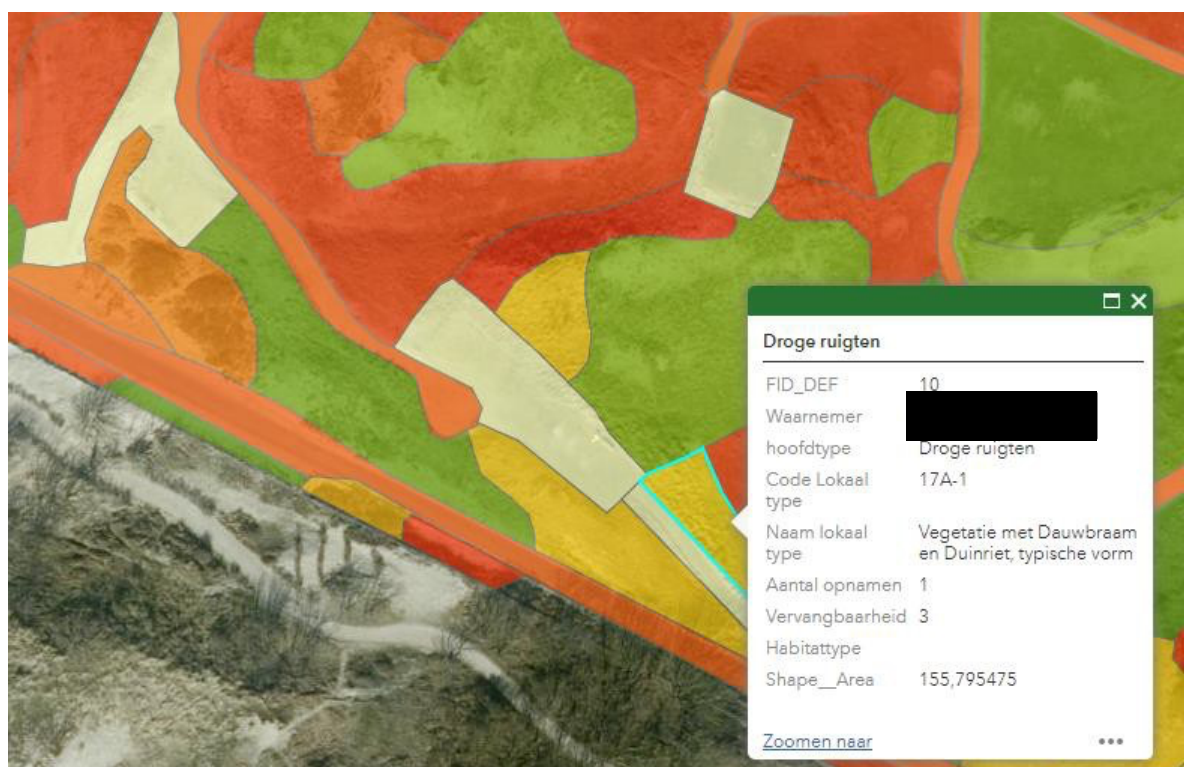 Droge ruigten
FID_DEF 10
Waarnemer
hoofdtype Droge ruigten
Code Lokaal type 17A-1
Naam lokaal type Vegetatie met Dauwbraam
en Duinriet, typische vorm
Aantal opnamen 1
Vervangbaarheid 3
Habitattype
Shape__Area 155,795475
Zoomen naar